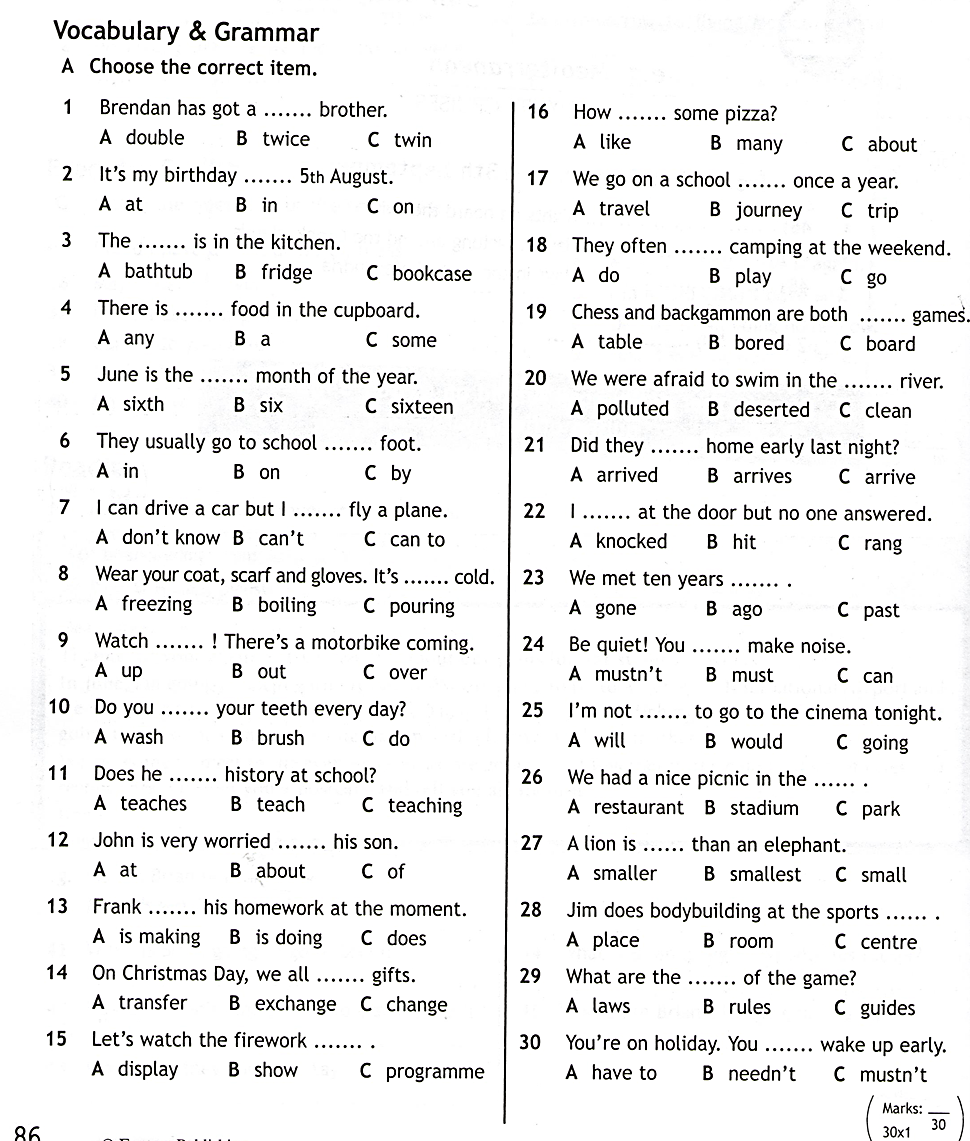 Vocabulary & Grammar
A Choose the correct item.
1 Brendan has got a ....... brother.
A double B twice C twin
2 It's my birthday ....... 5th August.
A at B in C on
3 The ....... is in the kitchen.
A bathtub B fridge C bookcase
4 There is ....... food in the cupboard.
A any B a C some
5 June is the ....... month of the year.
A sixth B six C sixteen
6 They usually go to school ....... foot.
A in B on C by
7 I can drive a car but I ....... fly a plane.
A don't know B can't C can to
8 Wear your coat, scarf and gloves. It's ....... cold.
A freezing B boiling C pouring
9 Watch ....... ! There's a motorbike coming.
A up B out C over
10 Do you ....... your teeth every day?
A wash B brush C do
11 Does he ....... history at school?
A teaches B teach C teaching
12 John is very worried ....... his son.
A at B about C of
13 Frank ....... his homework at the moment.
A is making B is doing C does
14 On Christmas Day, we all ....... gifts.
A transfer B exchange C change
15 Let's watch the firework ....... .
A display B show C programme
16 How ....... some pizza?
A like B many C about
17 We go on a school ....... once a year.
A travel B journey C trip
18 They often ....... camping at the weekend.
A do B play C go
19 Chess and backgammon are both ....... games.
A table B bored C board
20 We were afraid to swim in the ....... river.
A polluted B deserted C clean
21 Did they ....... home early last night?
A arrived B arrives C arrive
22 I ....... at the door but no one answered.
A knocked B hit C rang
23 We met ten years ....... .
A gone B ago C past
24 Be quiet! You ....... make noise.
A mustn't B must C can
25 I'm not ....... to go to the cinema tonight.
A will B would C going
26 We had a nice picnic in the ...... .
A restaurant B stadium C park
27 A lion is ...... than an elephant.
A smaller B smallest C small
28 Jim does bodybuilding at the sports ...... .
A place B room C centre
29 What are the ....... of the game?
A laws B rules C guides
30 You're on holiday. You ....... wake up early.
A have to B needn't C mustn't
Marks: __
30x1 30
86